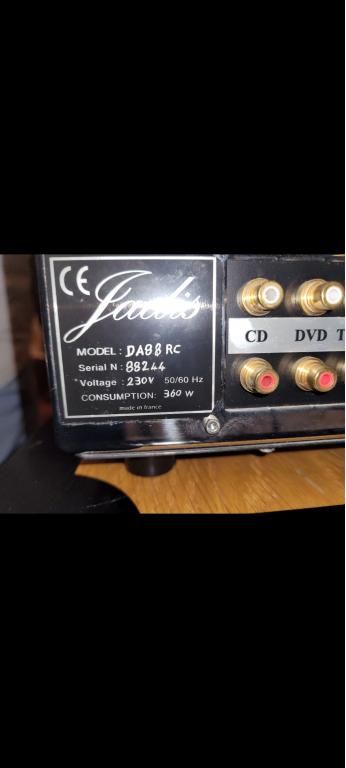 CE
Jadis
MODEL : DA88 RC
Serial N : 88244
Voltage : 230V 50/60 Hz
CONSUMPTION: 360 W
made in france
CD DVD T